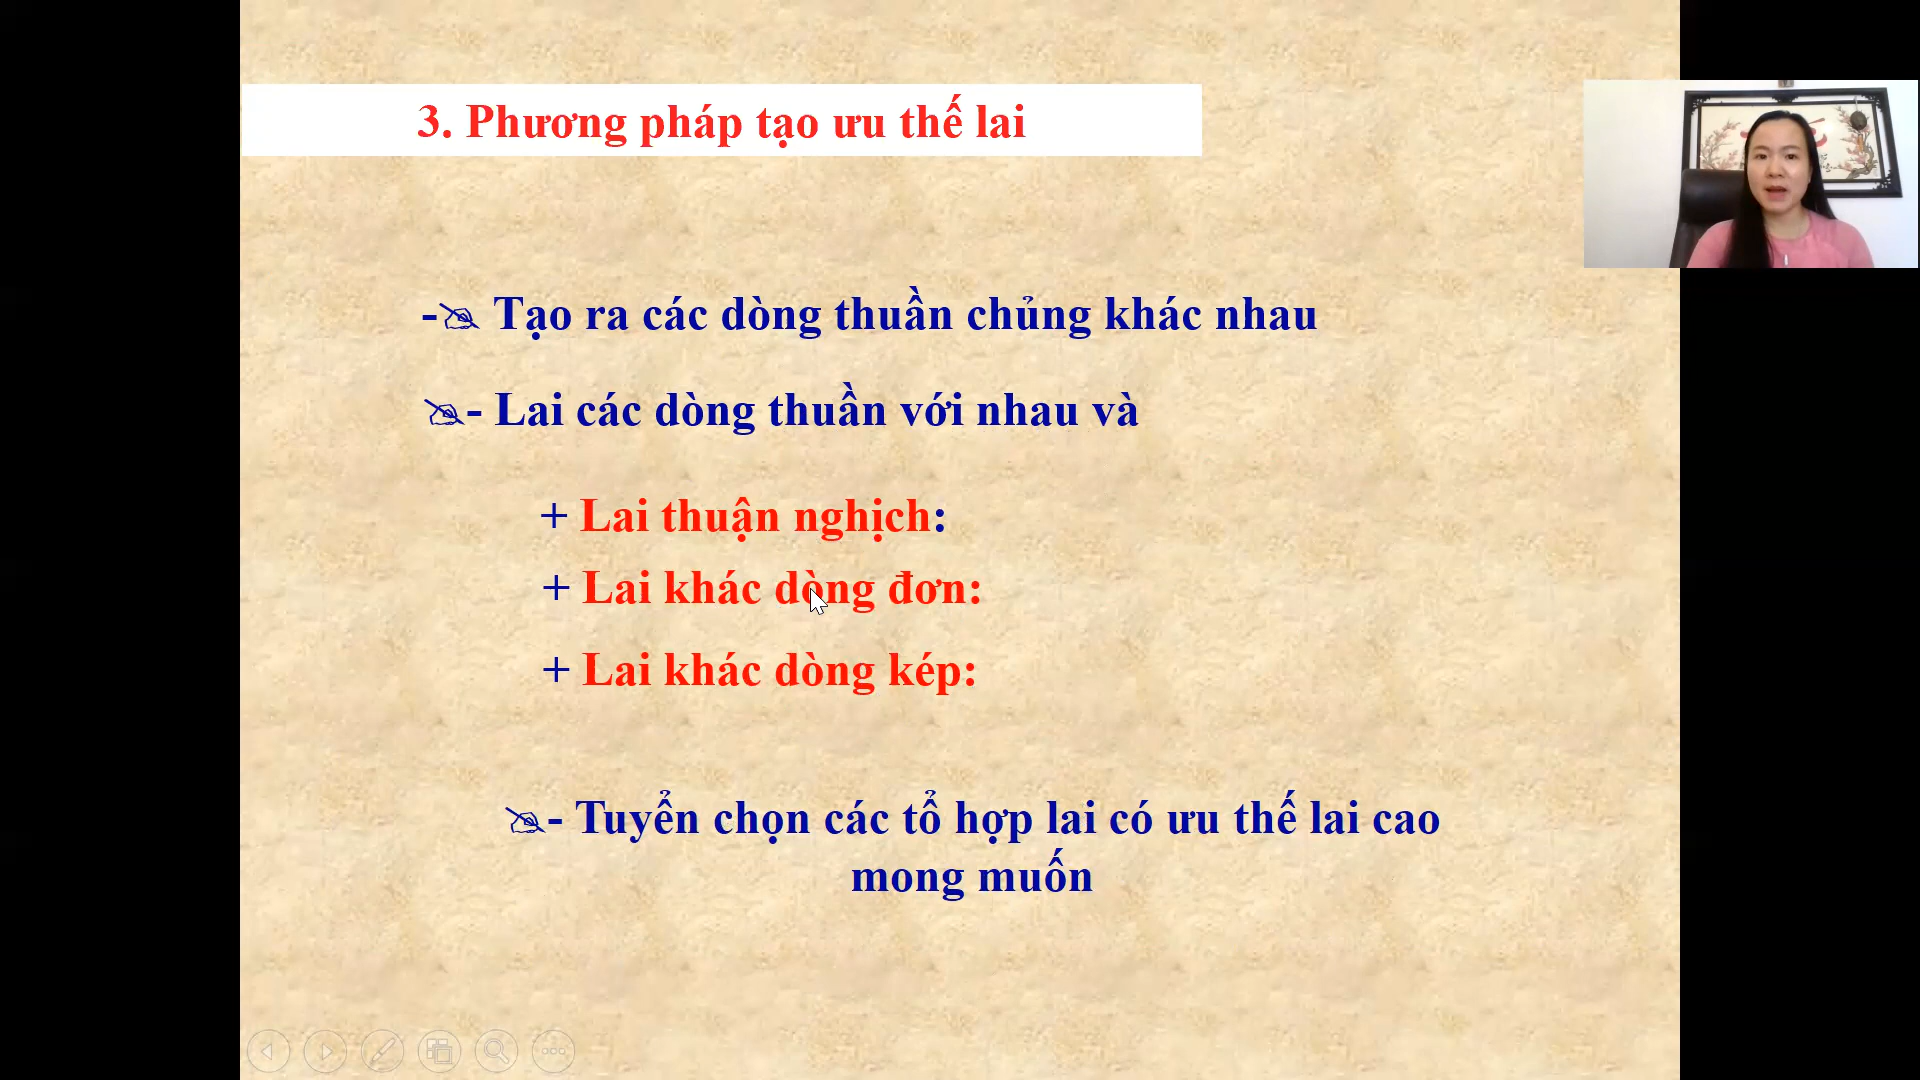 3. Phương pháp tạo ưu thế lai
- Tạo ra các dòng thuần chủng khác nhau
- Lai các dòng thuần với nhau và
+ Lai thuận nghịch:
+ Lai khác dòng đơn:
+ Lai khác dòng kép:
- Tuyển chọn các tổ hợp lai có ưu thế lai cao
mong muốn